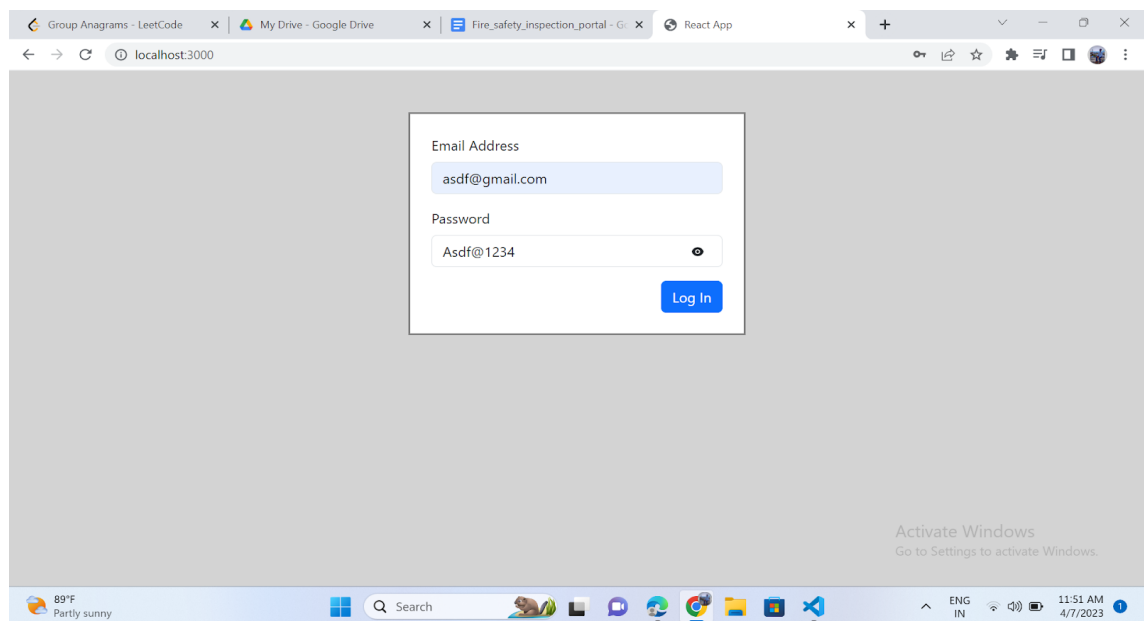 Group Anagrams - LeetCode
My Drive - Google Drive
Fire_safety_inspection_portal - Go
React App
localhost:3000
Email Address
asdf@gmail.com
Password
Asdf@1234
Log In
Activate Windows
Go to Settings to activate Windows.
89°F
Partly sunny
Search
ENG
IN
11:51 AM
4/7/2023
1